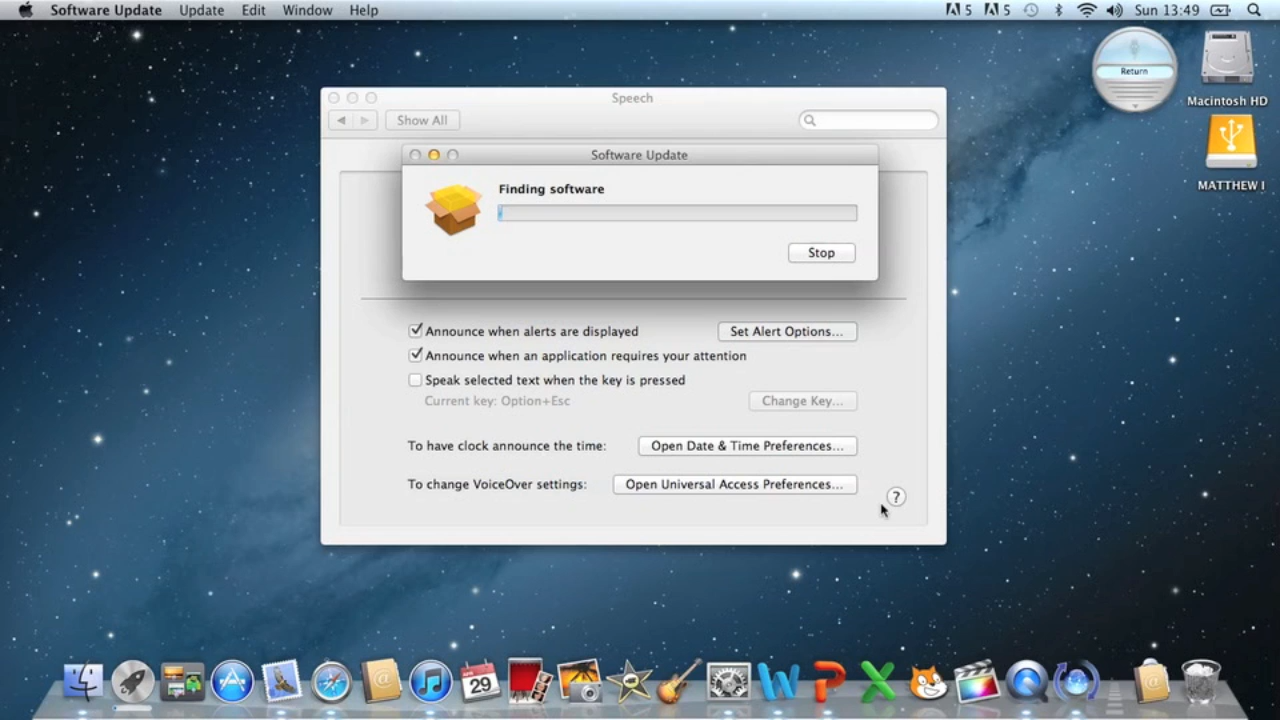 Software Update Update Edit Window Help 5 5 Sun 13:49
Return
Macintosh HD
MATTHEW I
Speech
Show All
Software Update
Finding software
Stop
Announce when alerts are displayed Set Alert Options...
Announce when an application requires your attention
Speak selected text when the key is pressed
Current key: Option+Esc Change Key...
To have clock announce the time: Open Date & Time Preferences...
To change VoiceOver settings: Open Universal Access Preferences...
?
29